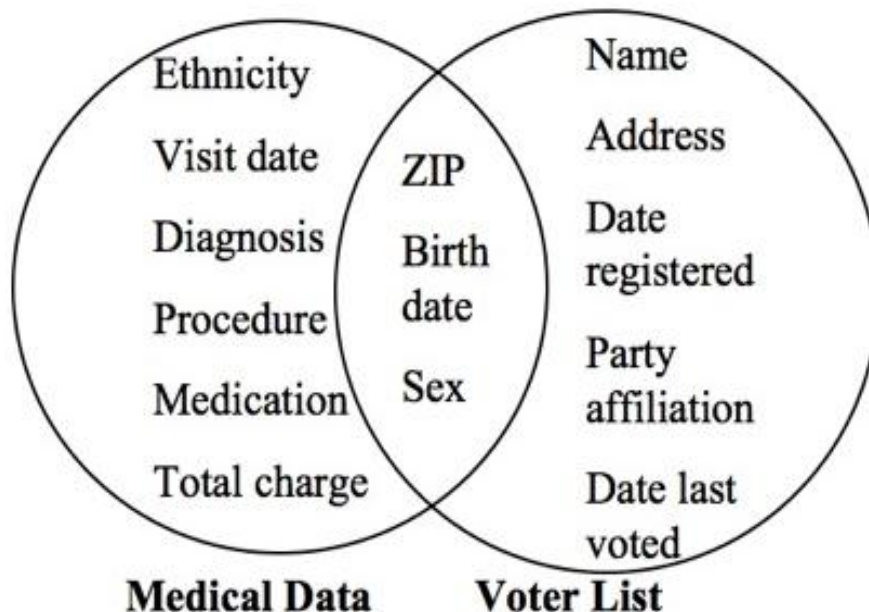 Ethnicity
Visit date
Diagnosis
Procedure
Medication
Total charge
ZIP
Birth
date
Sex
Name
Address
Date
registered
Party
affiliation
Date last
voted
Medical Data
Voter List